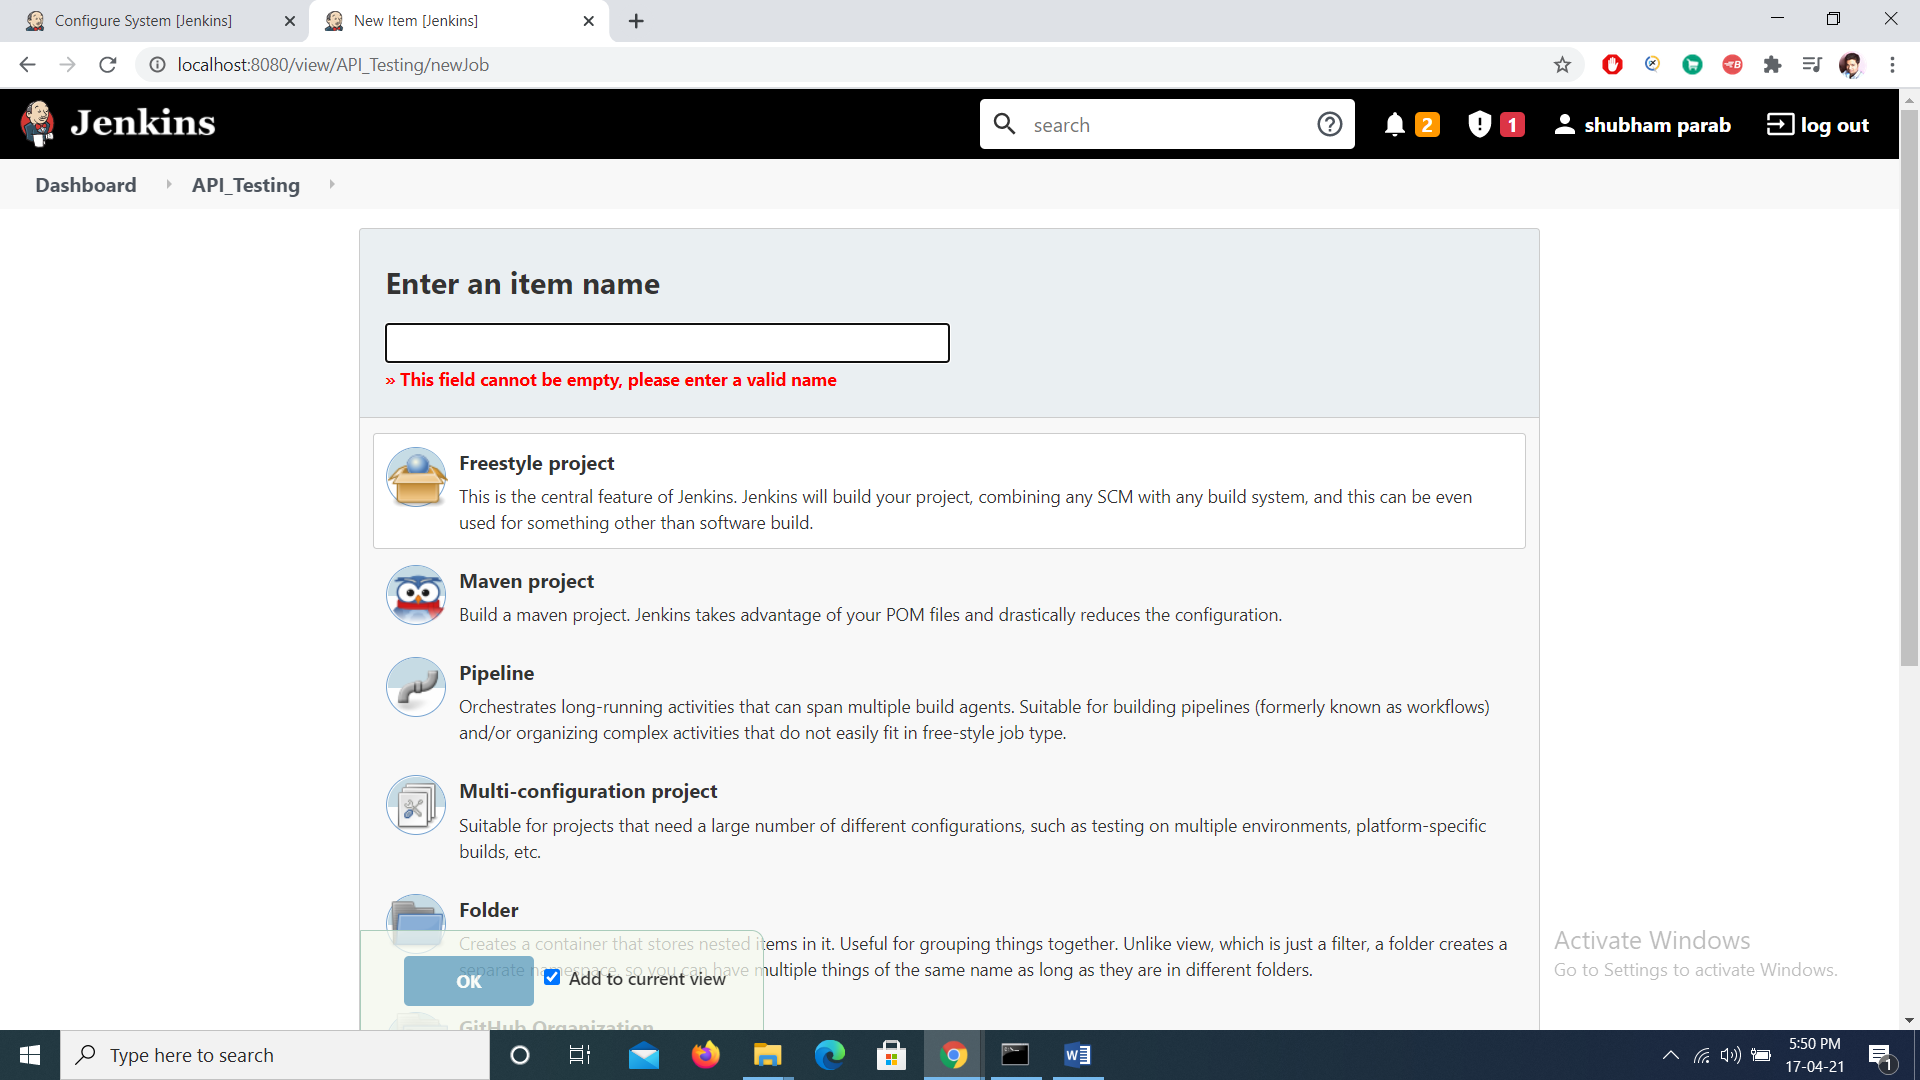 Configure System [Jenkins]
New Item [Jenkins]
localhost:8080/view/API_Testing/newJob
Jenkins
search
2
1
shubham parab
log out
Dashboard
API_Testing
Enter an item name
» This field cannot be empty, please enter a valid name
Freestyle project
This is the central feature of Jenkins. Jenkins will build your project, combining any SCM with any build system, and this can be even
used for something other than software build.
Maven project
Build a maven project. Jenkins takes advantage of your POM files and drastically reduces the configuration.
Pipeline
Orchestrates long-running activities that can span multiple build agents. Suitable for building pipelines (formerly known as workflows)
and/or organizing complex activities that do not easily fit in free-style job type.
Multi-configuration project
Suitable for projects that need a large number of different configurations, such as testing on multiple environments, platform-specific
builds, etc.
Folder
Creates a container that stores nested items in it. Useful for grouping things together. Unlike view, which is just a filter, a folder creates a
separate namespace, so you can have multiple things of the same name as long as they are in different folders.
OK
Add to current view
GitHub Organization
Activate Windows
Go to Settings to activate Windows.
Type here to search
5:50 PM
17-04-21
1